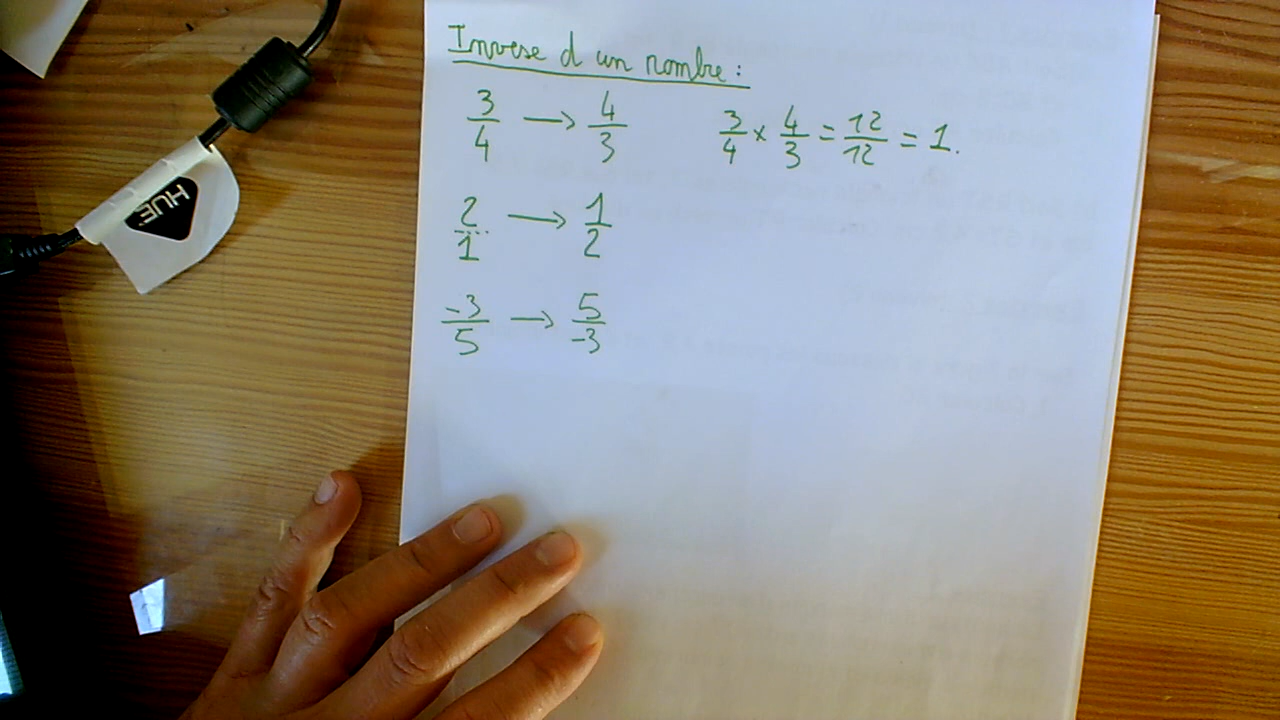 Invese d un nombre :
3/4 → 4/3 3/4 × 4/3 = 12/12 = 1.
2/1 → 1/2
-3/5 → 5/-3
HUE